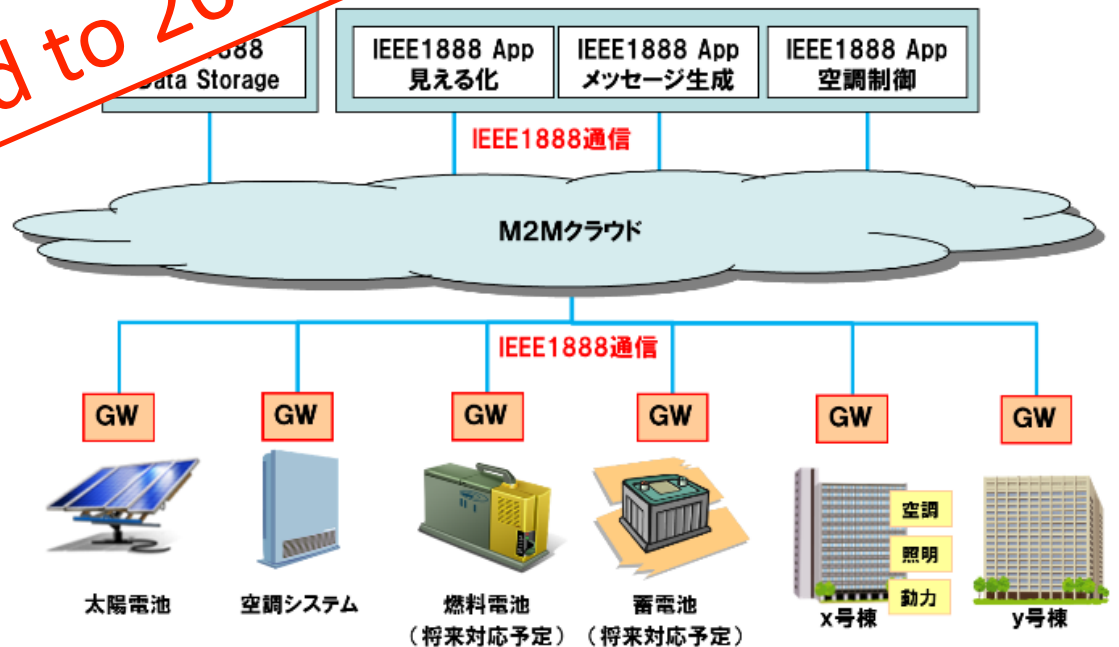 d to 20
1888
Data Storage
IEEE1888 App
見える化
IEEE1888 App
メッセージ生成
IEEE1888 App
空調制御
IEEE1888通信
M2Mクラウド
IEEE1888通信
GW
GW
GW
GW
GW
GW
空調
照明
動力
太陽電池
空調システム
燃料電池
（将来対応予定）
蓄電池
（将来対応予定）
x号棟
y号棟